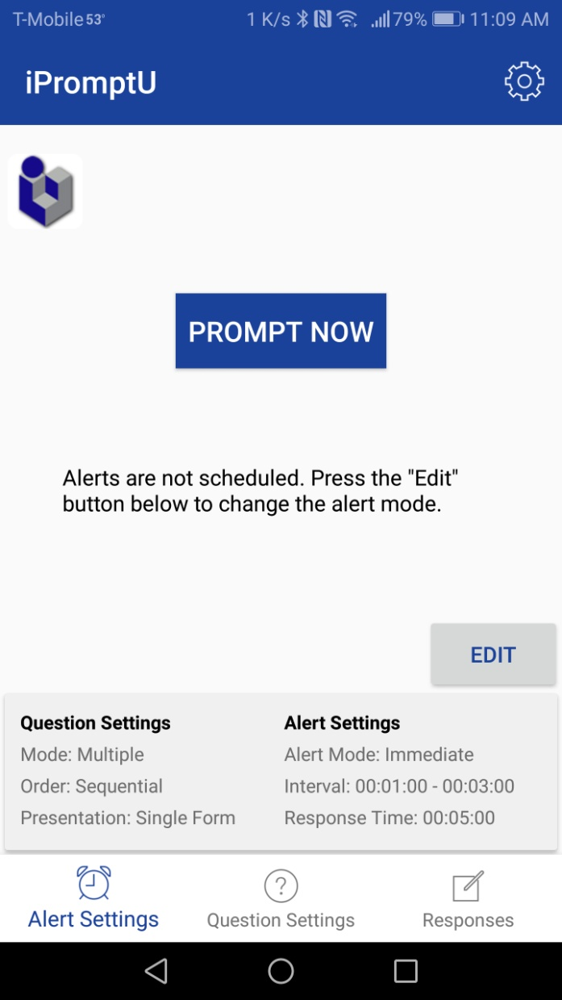 T-Mobile 53° 1 K/s 79% 11:09 AM
iPromptU
PROMPT NOW
Alerts are not scheduled. Press the "Edit"
button below to change the alert mode.
EDIT
Question Settings
Mode: Multiple
Order: Sequential
Presentation: Single Form
Alert Settings
Alert Mode: Immediate
Interval: 00:01:00 - 00:03:00
Response Time: 00:05:00
Alert Settings
Question Settings
Responses